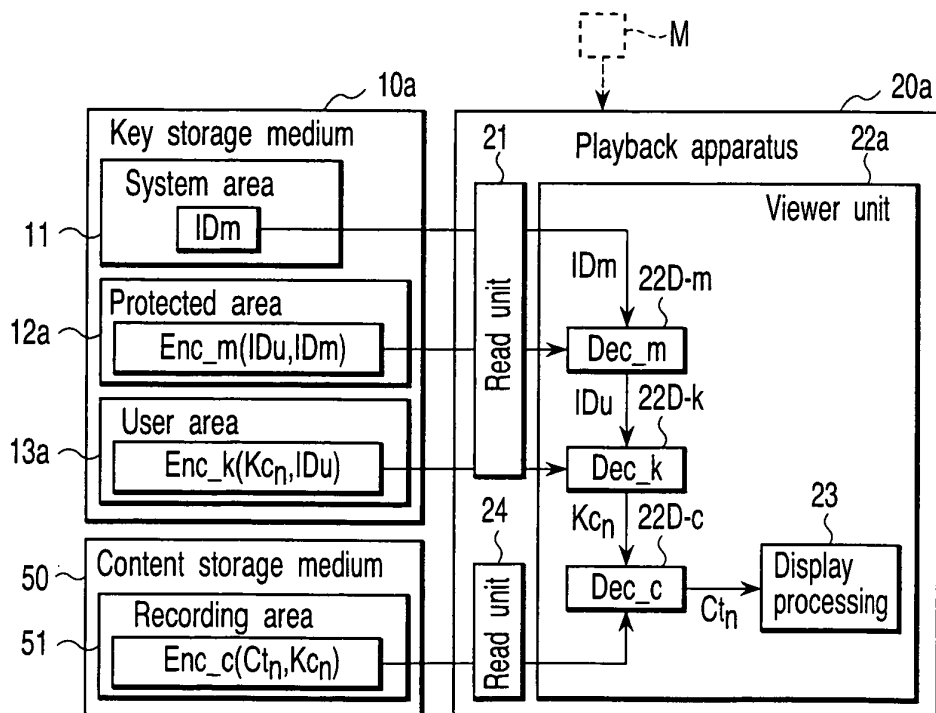 M
10a
20a
Key storage medium
System area
IDm
11
Protected area
12a
Enc_m(IDu,IDm)
User area
13a
Enc_k(Kcn,IDu)
50
Content storage medium
Recording area
51
Enc_c(Ctn,Kcn)
21
Playback apparatus
22a
Read unit
Viewer unit
IDm
22D-m
Dec_m
IDu
22D-k
Dec_k
24
Kcn
22D-c
23
Read unit
Dec_c
Ctn
Display
processing